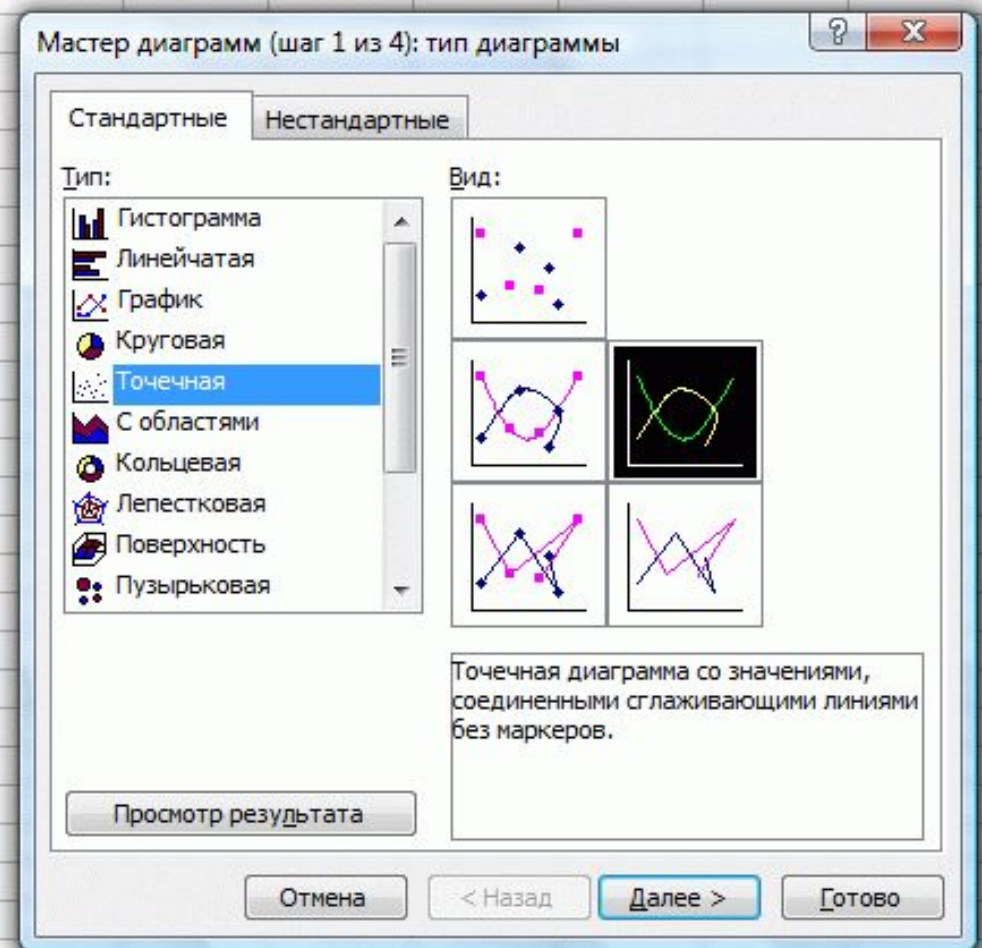 Мастер диаграмм (шаг 1 из 4): тип диаграммы
Стандартные
Нестандартные
Тип:
Вид:
Гистограмма
Линейчатая
График
Круговая
Точечная
С областями
Кольцевая
Лепестковая
Поверхность
Пузырьковая
Точечная диаграмма со значениями,
соединенными сглаживающими линиями
без маркеров.
Просмотр результата
Отмена
< Назад
Далее >
Готово